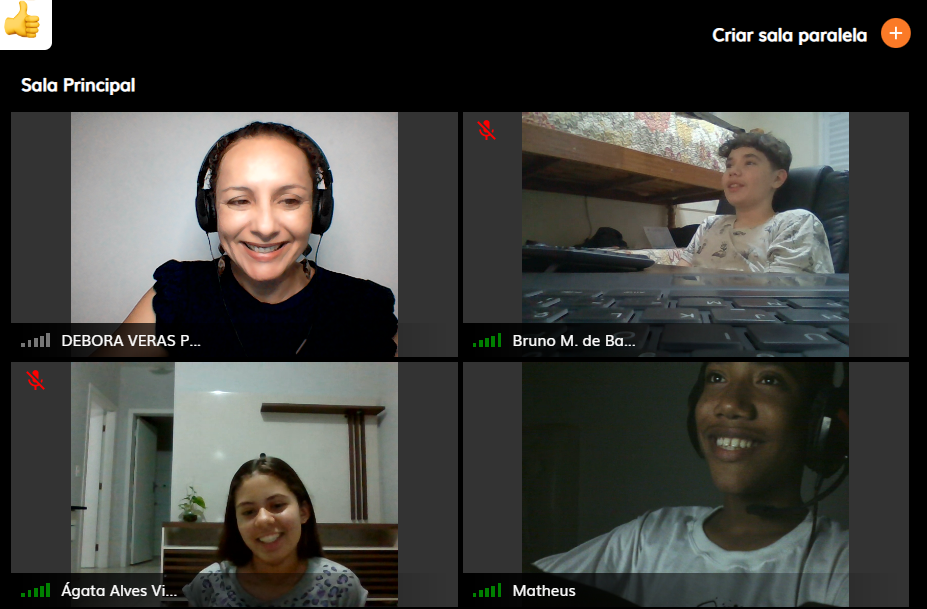 Criar sala paralela
Sala Principal
DEBORA VERAS P...
Bruno M. de Ba...
Ágata Alves Vi...
Matheus